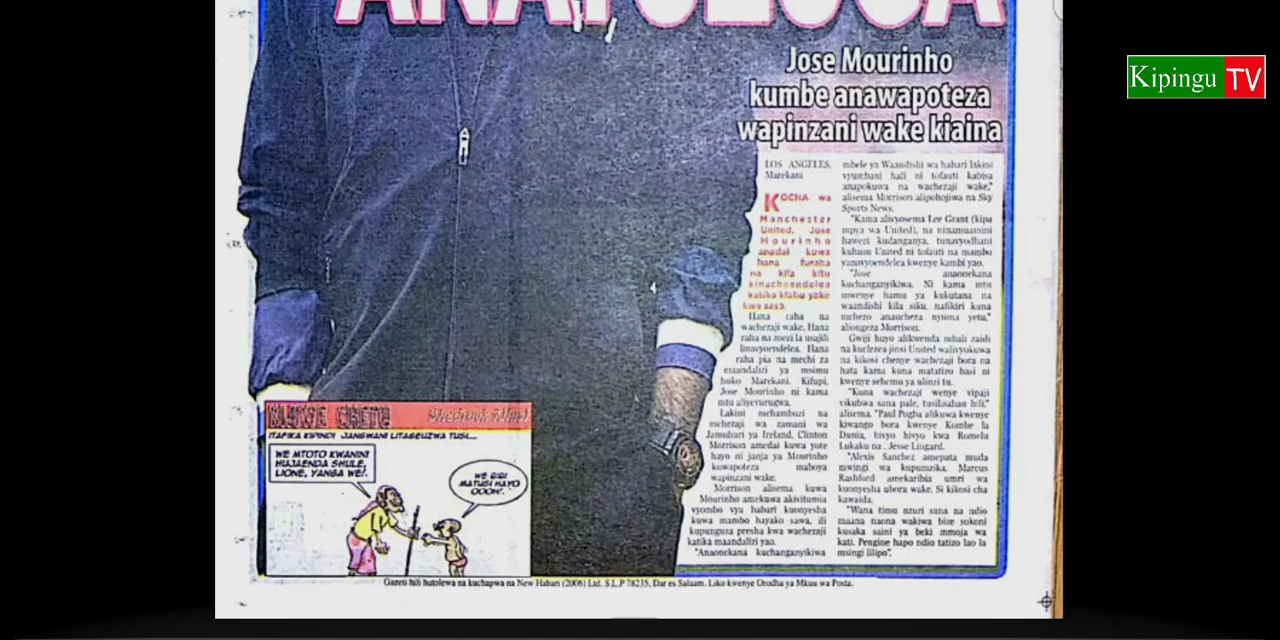 Kipingu TV
Jose Mourinho
kumbe anawapoteza
wapinzani wake kiaina
LOS ANGELES,
Marekani
KOCHA wa
Manchester
United, Jose
Mourinho
anadai kuwa
hana furaha
na kila kitu
kinachoendelea
katika klabu yake
kwa sasa.
Hana raha na
wachezaji wake. Hana
raha na zoezi la usajili
linavyoendelea. Hana
raha pia na mechi za
maandalizi ya msimu
huko Marekani. Kifupi,
Jose Mourinho ni kama
mtu aliyevurugwa.
Lakini mchambuzi na
mchezaji wa zamani wa
Jamuhuri ya Ireland, Clinton
Morrison amedai kuwa yote
hayo ni janja ya Mourinho
kuwapoteza maboya
wapinzani wake.
Morrison alisema kuwa
Mourinho amekuwa akivitumia
vyombo vya habari kuonyesha
kuwa mambo hayako sawa, ili
kupunguza presha kwa wachezaji
katika maandalizi yao.
"Anaonekana kuchanganyikiwa
mbele ya Waandishi wa habari lakini
vyumbani hali ni tofauti kabisa
anapokuwa na wachezaji wake,"
alisema Morrison alipohojiwa na Sky
Sports News.
"Kama alivyosema Lee Grant (kipa
mpya wa United), na ninamuamini
haweri kudanganya, tunavyodhani
kuhusu United ni tofauti na mambo
yanavyoendelea kwenye kambi yao.
"Jose anaonekana
kuchanganyikiwa. Ni kama mtu
mwenye hamu ya kukutana na
waandishi kila siku, nafikiri kuna
mchezo anaucheza nyuma yetu,"
aliongeza Morrison.
Gwiji huyo alikwenda mbali zaidi
na kuelezea jinsi United walivyokuwa
na kikosi chenye wachezaji bora na
hata kama kuna matatizo basi ni
kwenye sehemu ya ulinzi tu.
"Kuna wachezaji wenye vipaji
vikubwa sana pale, tusilisahau hili,"
alisema. "Paul Pogba alikuwa kwenye
kiwango bora kwenye Kombe la
Dunia, hivyo hivyo kwa Romelu
Lukaku na . Jesse Lingard.
"Alexis Sanchez amepata muda
mwingi wa kupumzika. Marcus
Rashford amekaribia umri wa
kuonyesha ubora wake. Si kikosi cha
kawaida.
"Wana timu nzuri sana na ndio
maana naona wakiwa bize sokoni
kusaka saini ya beki mmoja wa
kati. Pengine hapo ndio tatizo lao la
msingi lilipo".
ITAFIKA KIPINDI JANGWANI LITAGEUZWA TUSI...
WE MTOTO KWANINI
HUJAENDA SHULE,
LIONE, YANGA WE!.
WE BIBI
MATUSI HAYO
OOOH!.
Gazeti hili hutolewa na kuchapwa na New Habari (2006) Ltd. S.L.P 78235, Dar es Salaam. Liko kwenye Orodha ya Mkuu wa Posta.